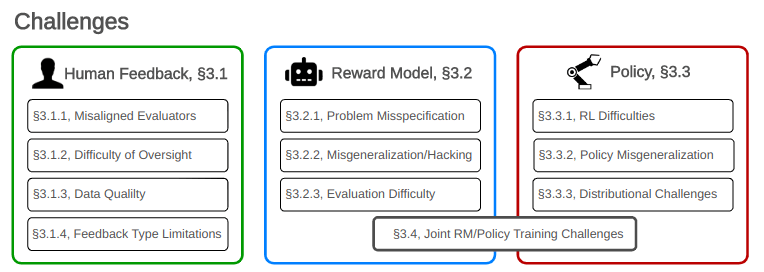 Challenges
Human Feedback, §3.1
§3.1.1, Misaligned Evaluators
§3.1.2, Difficulty of Oversight
§3.1.3, Data Qualilty
§3.1.4, Feedback Type Limitations
Reward Model, §3.2
§3.2.1, Problem Misspecification
§3.2.2, Misgeneralization/Hacking
§3.2.3, Evaluation Difficulty
Policy, §3.3
§3.3.1, RL Difficulties
§3.3.2, Policy Misgeneralization
§3.3.3, Distributional Challenges
§3.4, Joint RM/Policy Training Challenges